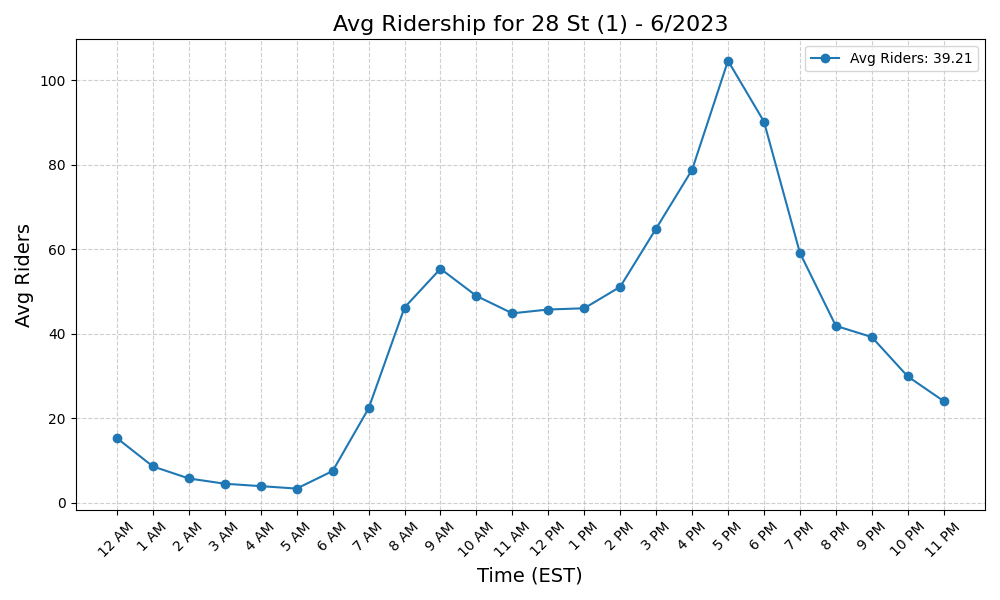 Avg Ridership for 28 St (1) - 6/2023
Avg Riders: 39.21
Avg Riders
100
80
60
40
20
0
12 AM
1 AM
2 AM
3 AM
4 AM
5 AM
6 AM
7 AM
8 AM
9 AM
10 AM
11 AM
12 PM
1 PM
2 PM
3 PM
4 PM
5 PM
6 PM
7 PM
8 PM
9 PM
10 PM
11 PM
Time (EST)